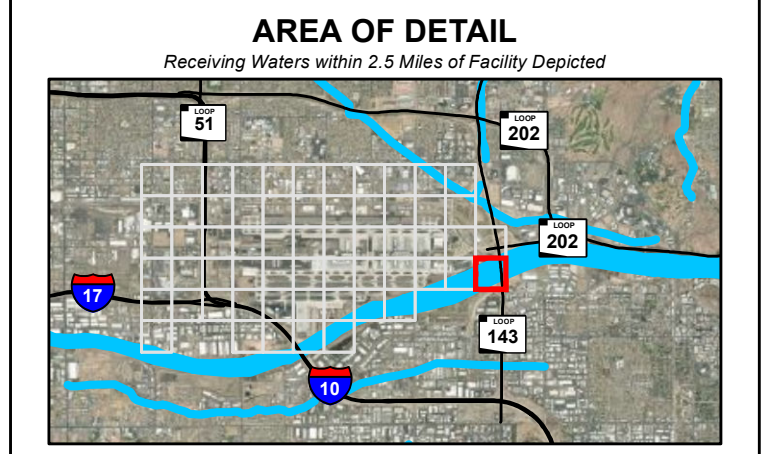 AREA OF DETAIL
Receiving Waters within 2.5 Miles of Facility Depicted
LOOP
51
LOOP
202
LOOP
202
17
LOOP
143
10